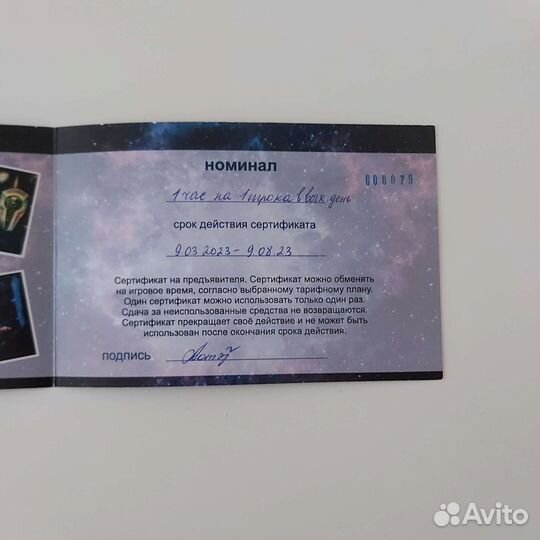 номинал
000079
1 час на 1 игрока в вых. день
срок действия сертификата
9.03.2023 - 9.08.23
Сертификат на предъявителя. Сертификат можно обменять
на игровое время, согласно выбранному тарифному плану.
Один сертификат можно использовать только один раз.
Сдача за неиспользованные средства не возвращаются.
Сертификат прекращает своё действие и не может быть
использован после окончания срока действия.
подпись
Avito